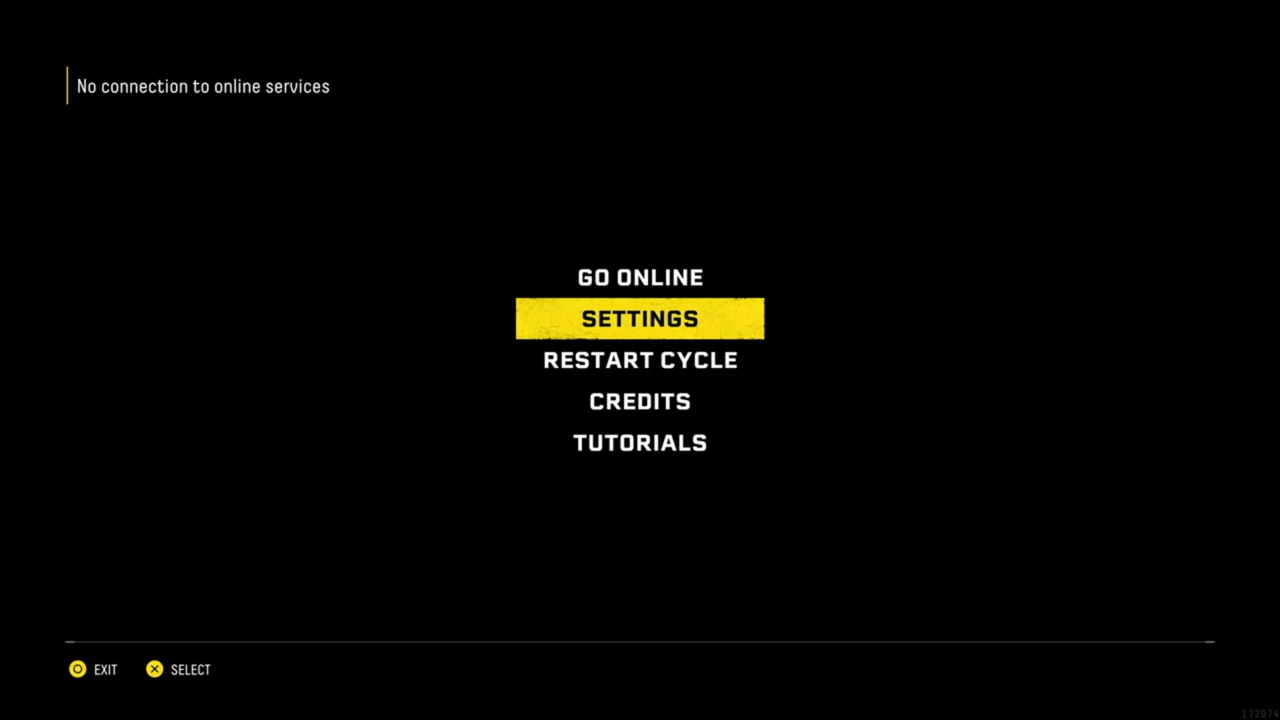 No connection to online services
GO ONLINE
SETTINGS
RESTART CYCLE
CREDITS
TUTORIALS
EXIT
SELECT